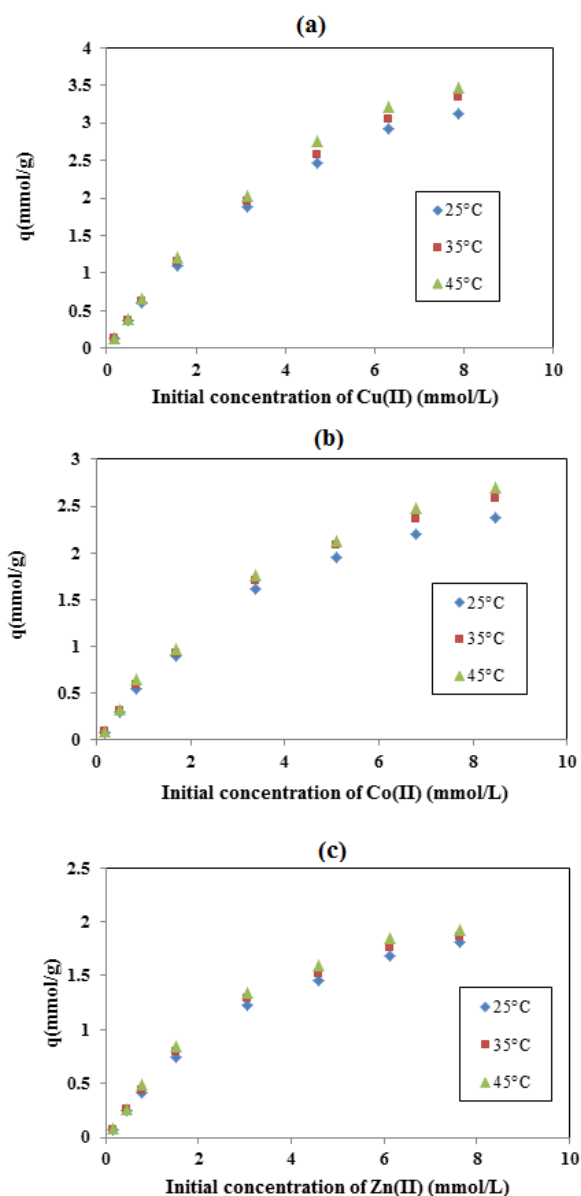 (a)
4
3.5
3
2.5
2
1.5
1
0.5
0
q(mmol/g)
25°C
35°C
45°C
0 2 4 6 8 10
Initial concentration of Cu(II) (mmol/L)
(b)
3
2.5
2
1.5
1
0.5
0
q(mmol/g)
25°C
35°C
45°C
0 2 4 6 8 10
Initial concentration of Co(II) (mmol/L)
(c)
2.5
2
1.5
1
0.5
0
q(mmol/g)
25°C
35°C
45°C
0 2 4 6 8 10
Initial concentration of Zn(II) (mmol/L)